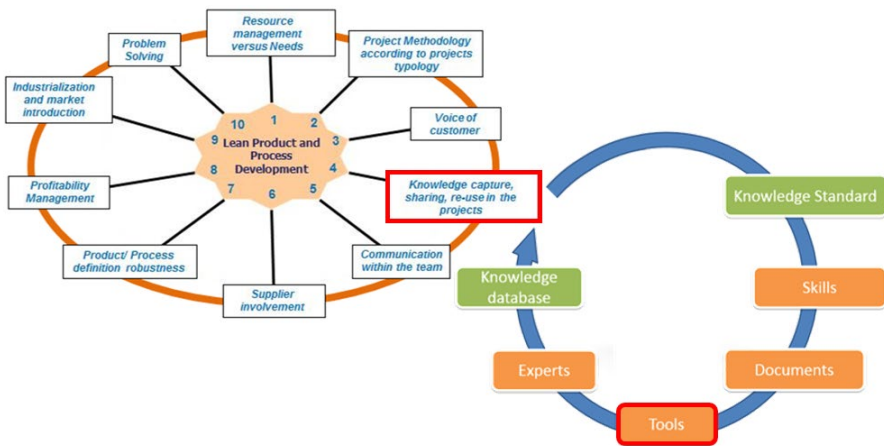 Resource
management
versus Needs
Project Methodology
according to projects
typology
Voice of
customer
Knowledge capture,
sharing, re-use in the
projects
Communication
within the team
Supplier
involvement
Product/ Process
definition robustness
Profitability
Management
Industrialization
and market
introduction
Problem
Solving
1
2
3
4
5
6
7
8
9
10
Lean Product and
Process
Development
Knowledge Standard
Skills
Documents
Tools
Experts
Knowledge
database